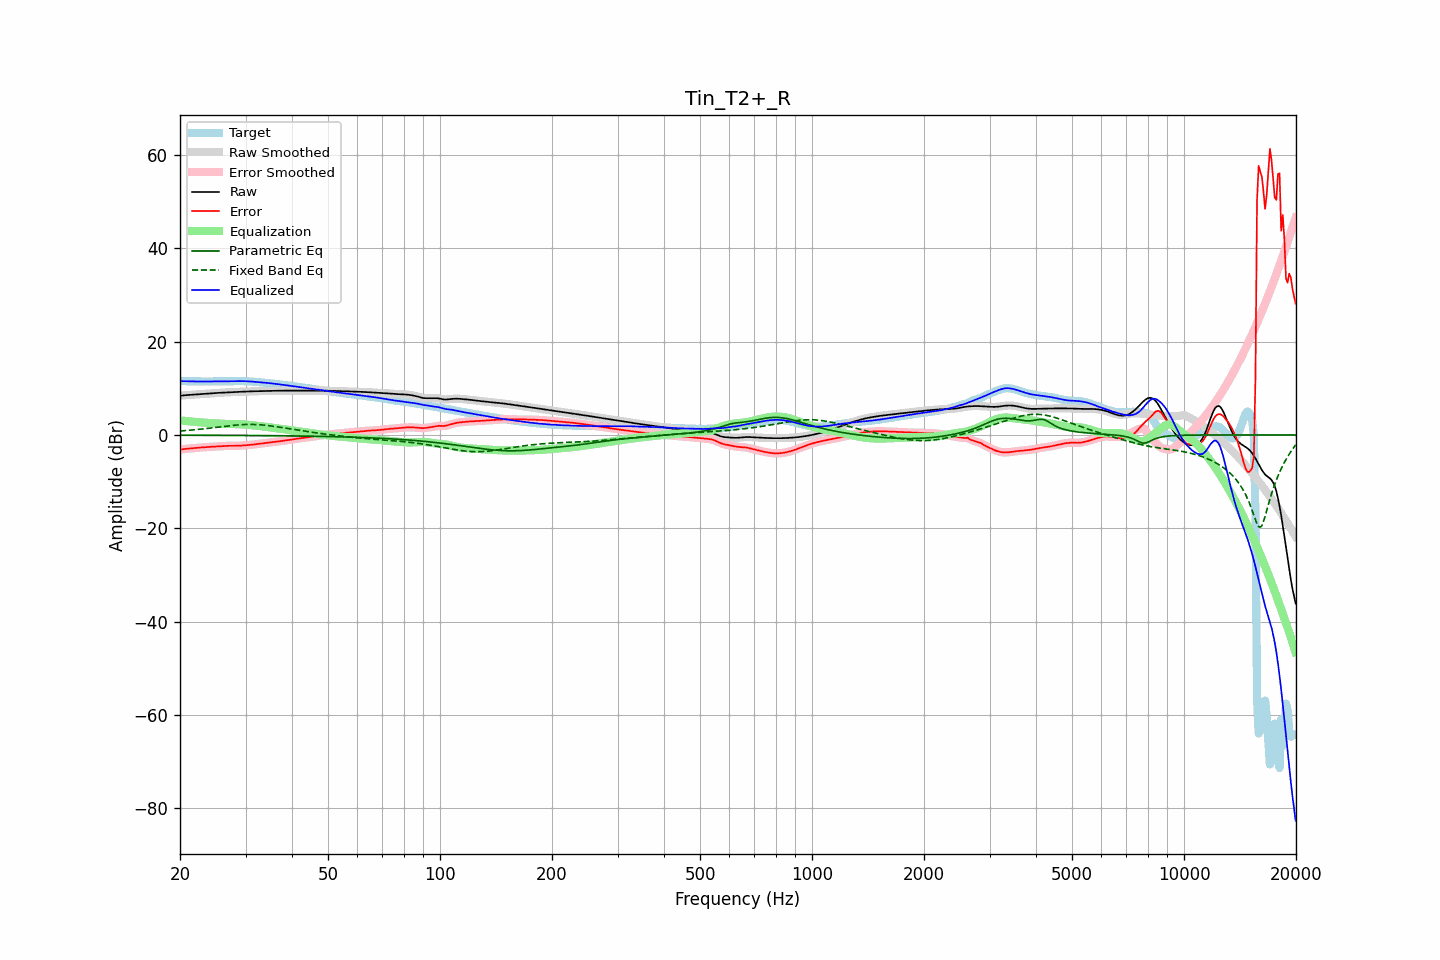 Tin_T2+_R
Target
Raw Smoothed
Error Smoothed
Raw
Error
Equalization
Parametric Eq
Fixed Band Eq
Equalized
60
40
20
0
−20
−40
−60
−80
Amplitude (dBr)
20 50 100 200 500 1000 2000 5000 10000 20000
Frequency (Hz)